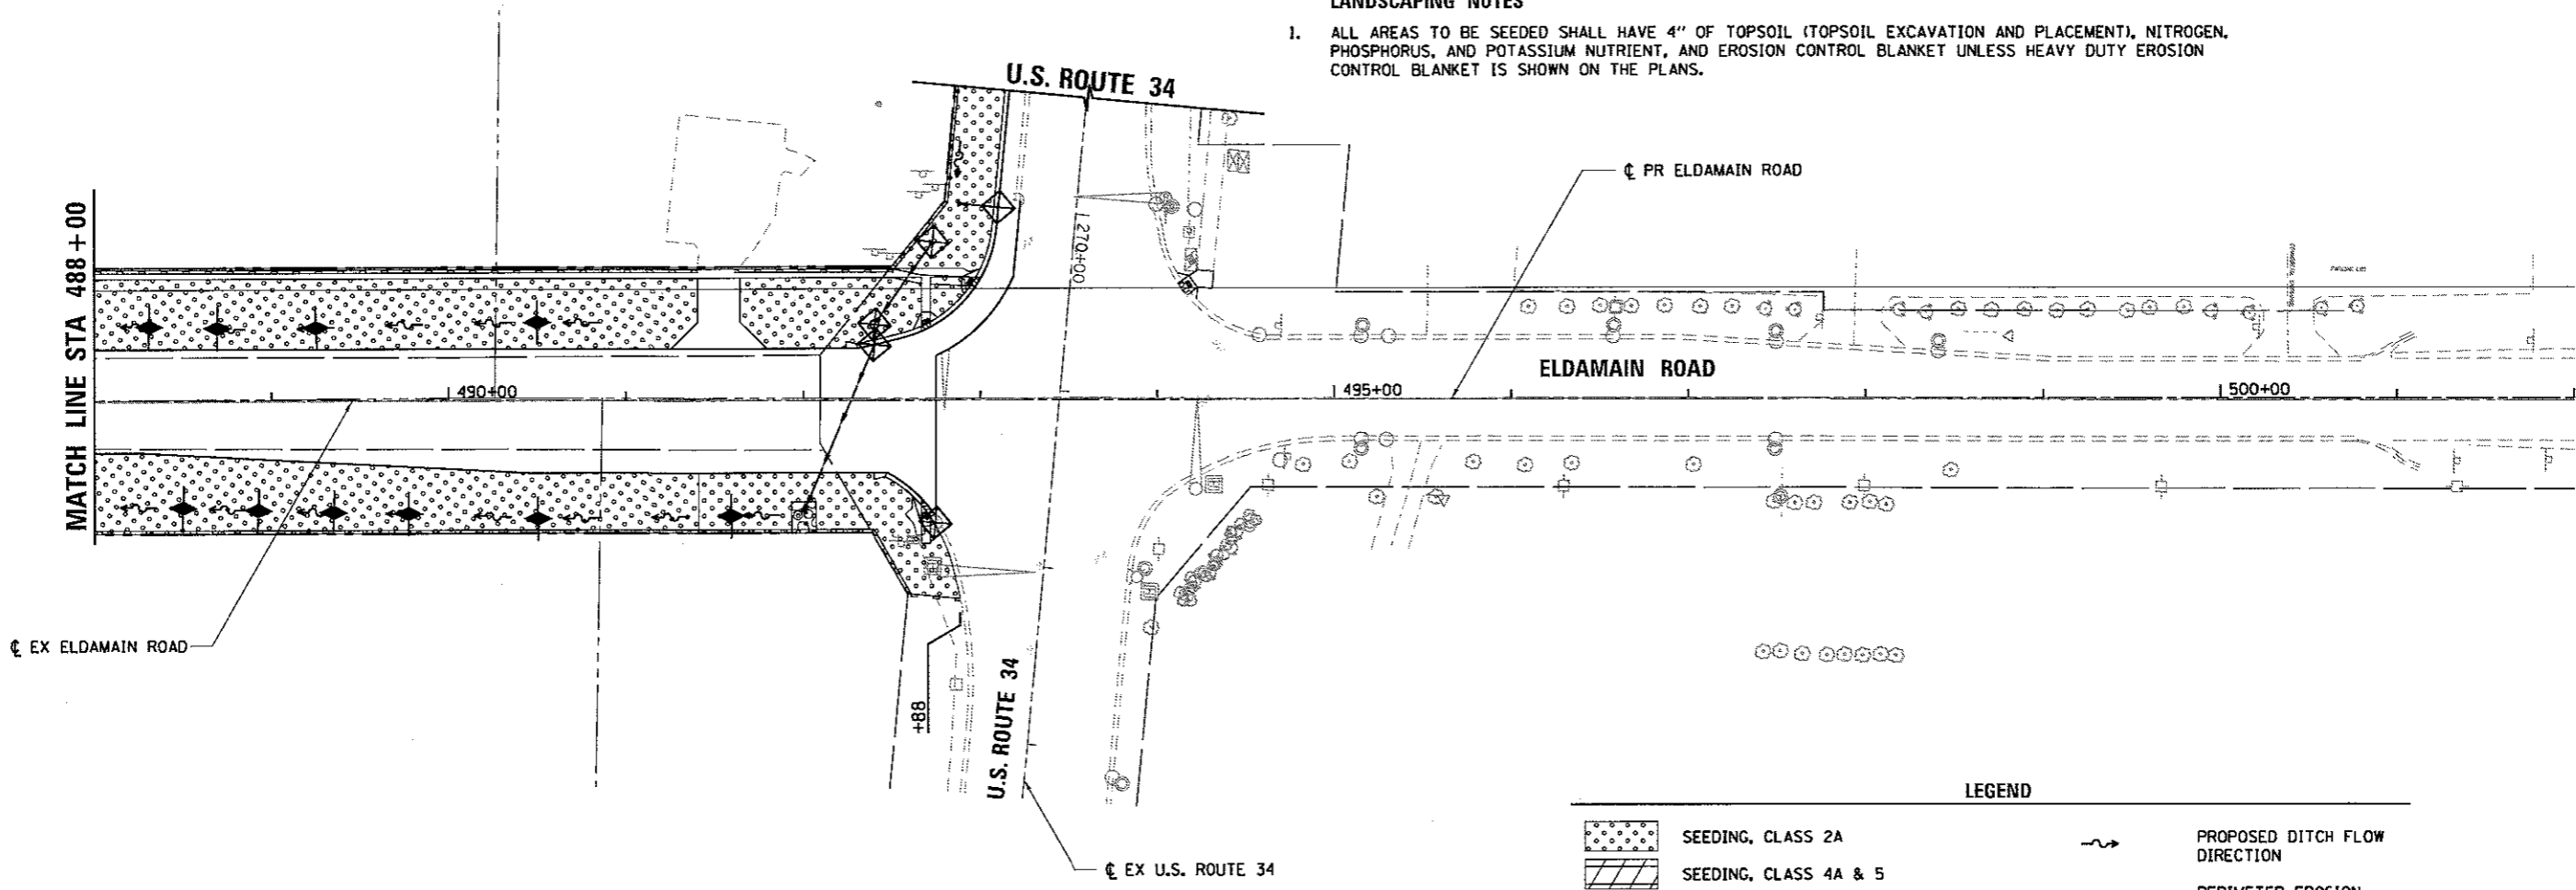 LANDSCAPING NOTES
1. ALL AREAS TO BE SEEDED SHALL HAVE 4" OF TOPSOIL (TOPSOIL EXCAVATION AND PLACEMENT), NITROGEN,
PHOSPHORUS, AND POTASSIUM NUTRIENT, AND EROSION CONTROL BLANKET UNLESS HEAVY DUTY EROSION
CONTROL BLANKET IS SHOWN ON THE PLANS.
U.S. ROUTE 34
℄ PR ELDAMAIN ROAD
MATCH LINE STA 488+00
270+00
ELDAMAIN ROAD
490+00
495+00
500+00
℄ EX ELDAMAIN ROAD
+88
U.S. ROUTE 34
℄ EX U.S. ROUTE 34
LEGEND
SEEDING, CLASS 2A
PROPOSED DITCH FLOW
DIRECTION
SEEDING, CLASS 4A & 5
PERIMETER EROSION